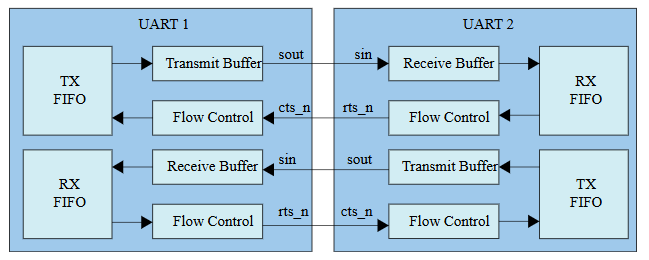 UART 1
UART 2
TX
FIFO
Transmit Buffer
sout
sin
Receive Buffer
RX
FIFO
Flow Control
cts_n
rts_n
Flow Control
RX
FIFO
Receive Buffer
sin
sout
Transmit Buffer
TX
FIFO
Flow Control
rts_n
cts_n
Flow Control